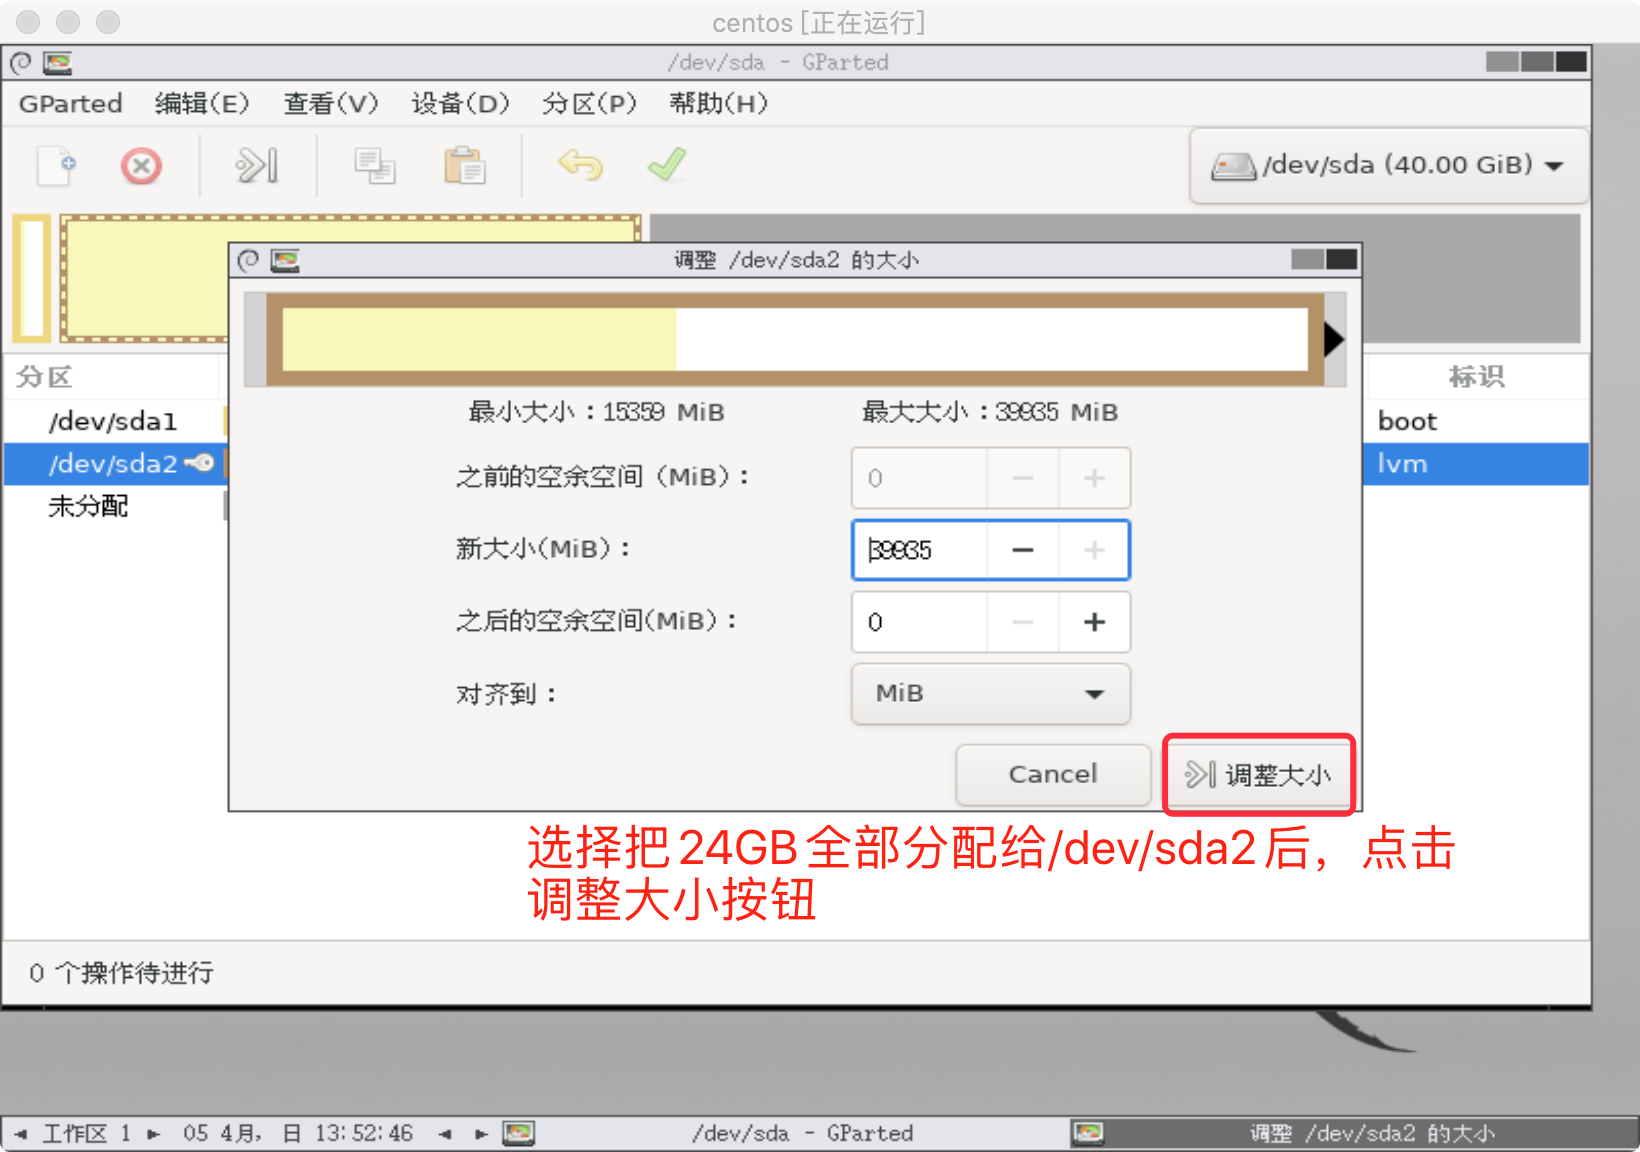 centos [正在运行]
/dev/sda - GParted
GParted 编辑(E) 查看(V) 设备(D) 分区(P) 帮助(H)
/dev/sda (40.00 GiB)
调整 /dev/sda2 的大小
分区 标识
最小大小：15359 MiB 最大大小：39935 MiB
/dev/sda1 boot
/dev/sda2 lvm
之前的空余空间 (MiB)： 0
未分配
新大小(MiB)： 39935
之后的空余空间(MiB)： 0
对齐到： MiB
Cancel 调整大小
选择把24GB全部分配给/dev/sda2后，点击
调整大小按钮
0 个操作待进行
工作区 1 05 4月, 日 13:52:46 /dev/sda - GParted 调整 /dev/sda2 的大小